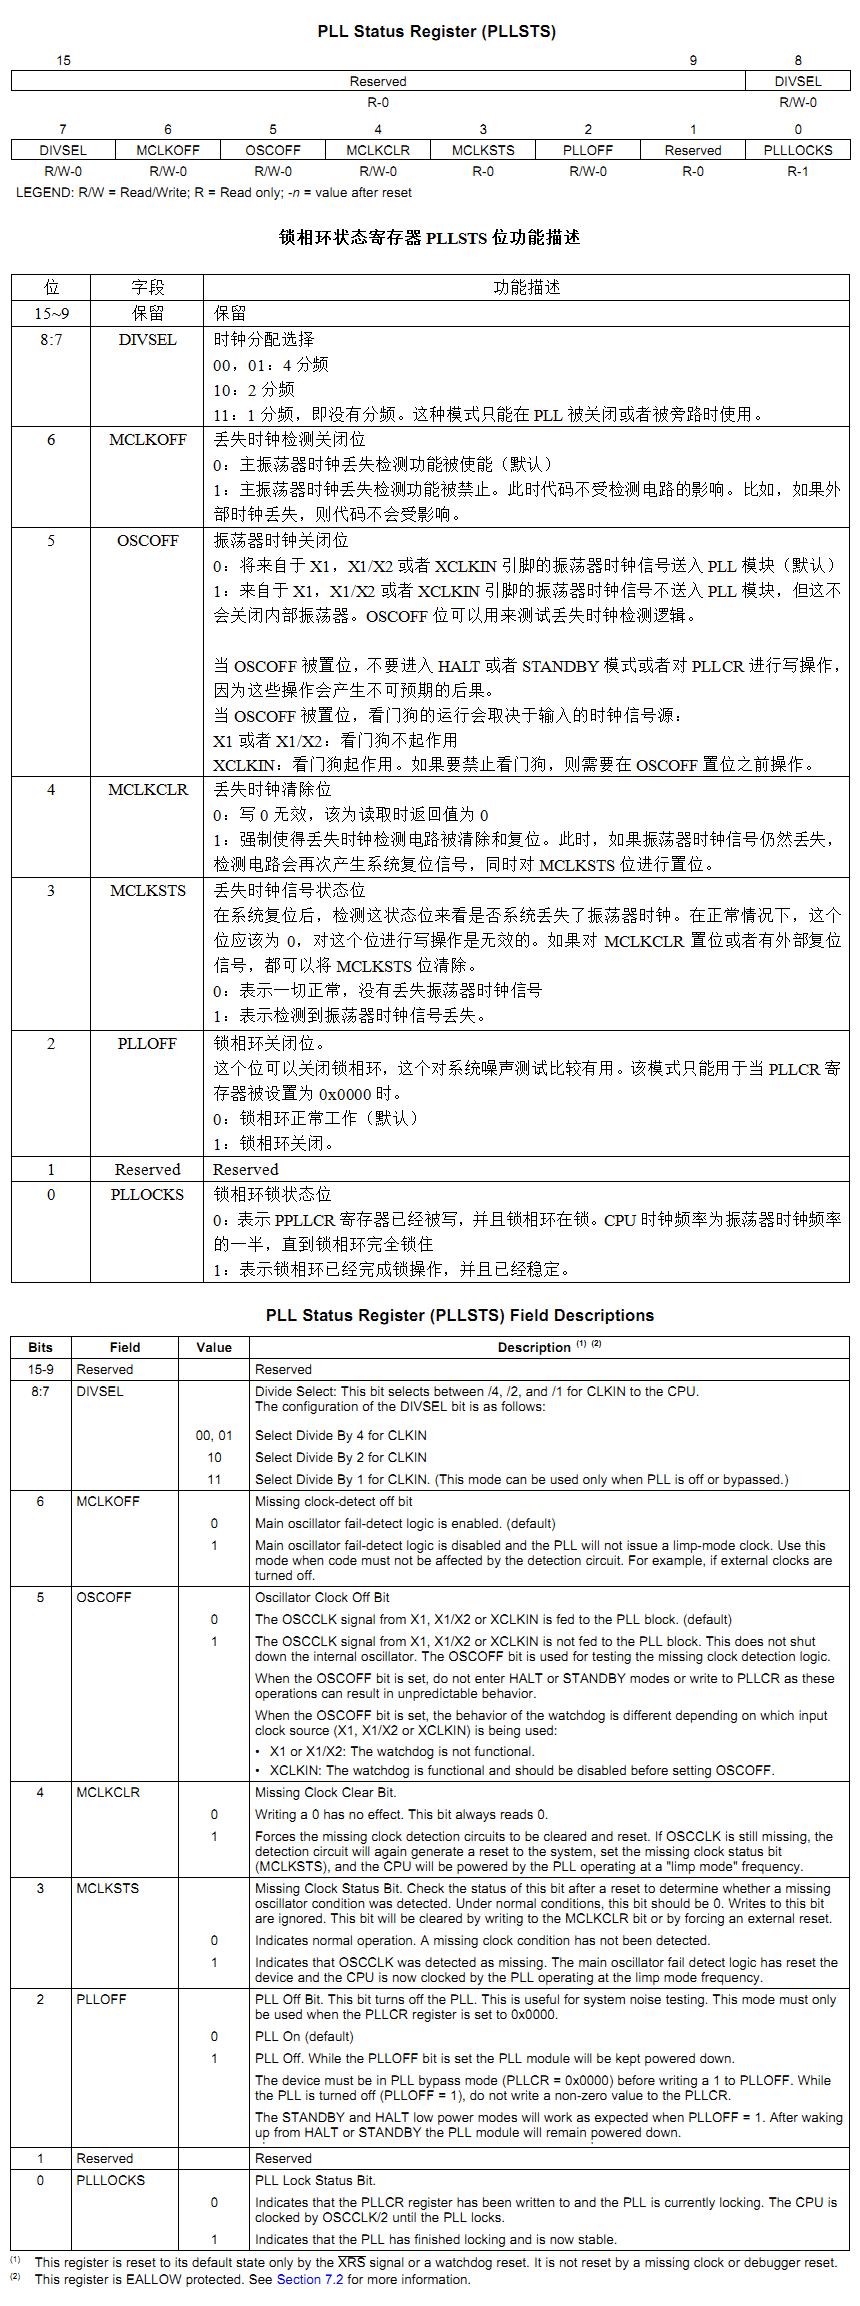 PLL Status Register (PLLSTS)
15 9 8
Reserved DIVSEL
R-0 R/W-0
7 6 5 4 3 2 1 0
DIVSEL MCLKOFF OSCOFF MCLKCLR MCLKSTS PLLOFF Reserved PLLLOCKS
R/W-0 R/W-0 R/W-0 R/W-0 R-0 R/W-0 R-0 R-1
LEGEND: R/W = Read/Write; R = Read only; -n = value after reset
锁相环状态寄存器 PLLSTS 位功能描述
位 字段 功能描述
15~9 保留 保留
8:7 DIVSEL 时钟分配选择
00，01：4 分频
10：2 分频
11：1 分频，即没有分频。这种模式只能在 PLL 被关闭或者被旁路时使用。
6 MCLKOFF 丢失时钟检测关闭位
0：主振荡器时钟丢失检测功能被使能（默认）
1：主振荡器时钟丢失检测功能被禁止。此时代码不受检测电路的影响。比如，如果外
部时钟丢失，则代码不会受影响。
5 OSCOFF 振荡器时钟关闭位
0：将来自于 X1，X1/X2 或者 XCLKIN 引脚的振荡器时钟信号送入 PLL 模块（默认）
1：来自于 X1，X1/X2 或者 XCLKIN 引脚的振荡器时钟信号不送入 PLL 模块，但这不
会关闭内部振荡器。OSCOFF 位可以用来测试丢失时钟检测逻辑。
当 OSCOFF 被置位，不要进入 HALT 或者 STANDBY 模式或者对 PLLCR 进行写操作，
因为这些操作会产生不可预期的后果。
当 OSCOFF 被置位，看门狗的运行会取决于输入的时钟信号源：
X1 或者 X1/X2：看门狗不起作用
XCLKIN：看门狗起作用。如果要禁止看门狗，则需要在 OSCOFF 置位之前操作。
4 MCLKCLR 丢失时钟清除位
0：写 0 无效，该为读取时返回值为 0
1：强制使得丢失时钟检测电路被清除和复位。此时，如果振荡器时钟信号仍然丢失，
检测电路会再次产生系统复位信号，同时对 MCLKSTS 位进行置位。
3 MCLKSTS 丢失时钟信号状态位
在系统复位后，检测这状态位来看是否系统丢失了振荡器时钟。在正常情况下，这个
位应该为 0，对这个位进行写操作是无效的。如果对 MCLKCLR 置位或者有外部复位
信号，都可以将 MCLKSTS 位清除。
0：表示一切正常，没有丢失振荡器时钟信号
1：表示检测到振荡器时钟信号丢失。
2 PLLOFF 锁相环关闭位。
这个位可以关闭锁相环，这个对系统噪声测试比较有用。该模式只能用于当 PLLCR 寄
存器被设置为 0x0000 时。
0：锁相环正常工作（默认）
1：锁相环关闭。
1 Reserved Reserved
0 PLLOCKS 锁相环锁状态位
0：表示 PPLLCR 寄存器已经被写，并且锁相环在锁。CPU 时钟频率为振荡器时钟频率
的一半，直到锁相环完全锁住
1：表示锁相环已经完成锁操作，并且已经稳定。
PLL Status Register (PLLSTS) Field Descriptions
Bits Field Value Description (1) (2)
15-9 Reserved Reserved
8:7 DIVSEL Divide Select: This bit selects between /4, /2, and /1 for CLKIN to the CPU.
The configuration of the DIVSEL bit is as follows:
00, 01 Select Divide By 4 for CLKIN
10 Select Divide By 2 for CLKIN
11 Select Divide By 1 for CLKIN. (This mode can be used only when PLL is off or bypassed.)
6 MCLKOFF Missing clock-detect off bit
0 Main oscillator fail-detect logic is enabled. (default)
1 Main oscillator fail-detect logic is disabled and the PLL will not issue a limp-mode clock. Use this
mode when code must not be affected by the detection circuit. For example, if external clocks are
turned off.
5 OSCOFF Oscillator Clock Off Bit
0 The OSCCLK signal from X1, X1/X2 or XCLKIN is fed to the PLL block. (default)
1 The OSCCLK signal from X1, X1/X2 or XCLKIN is not fed to the PLL block. This does not shut
down the internal oscillator. The OSCOFF bit is used for testing the missing clock detection logic.
When the OSCOFF bit is set, do not enter HALT or STANDBY modes or write to PLLCR as these
operations can result in unpredictable behavior.
When the OSCOFF bit is set, the behavior of the watchdog is different depending on which input
clock source (X1, X1/X2 or XCLKIN) is being used:
• X1 or X1/X2: The watchdog is not functional.
• XCLKIN: The watchdog is functional and should be disabled before setting OSCOFF.
4 MCLKCLR Missing Clock Clear Bit.
0 Writing a 0 has no effect. This bit always reads 0.
1 Forces the missing clock detection circuits to be cleared and reset. If OSCCLK is still missing, the
detection circuit will again generate a reset to the system, set the missing clock status bit
(MCLKSTS), and the CPU will be powered by the PLL operating at a "limp mode" frequency.
3 MCLKSTS Missing Clock Status Bit. Check the status of this bit after a reset to determine whether a missing
oscillator condition was detected. Under normal conditions, this bit should be 0. Writes to this bit
are ignored. This bit will be cleared by writing to the MCLKCLR bit or by forcing an external reset.
0 Indicates normal operation. A missing clock condition has not been detected.
1 Indicates that OSCCLK was detected as missing. The main oscillator fail detect logic has reset the
device and the CPU is now clocked by the PLL operating at the limp mode frequency.
2 PLLOFF PLL Off Bit. This bit turns off the PLL. This is useful for system noise testing. This mode must only
be used when the PLLCR register is set to 0x0000.
0 PLL On (default)
1 PLL Off. While the PLLOFF bit is set the PLL module will be kept powered down.
The device must be in PLL bypass mode (PLLCR = 0x0000) before writing a 1 to PLLOFF. While
the PLL is turned off (PLLOFF = 1), do not write a non-zero value to the PLLCR.
The STANDBY and HALT low power modes will work as expected when PLLOFF = 1. After waking
up from HALT or STANDBY the PLL module will remain powered down.
1 Reserved Reserved
0 PLLLOCKS PLL Lock Status Bit.
0 Indicates that the PLLCR register has been written to and the PLL is currently locking. The CPU is
clocked by OSCCLK/2 until the PLL locks.
1 Indicates that the PLL has finished locking and is now stable.
(1) This register is reset to its default state only by the XRS signal or a watchdog reset. It is not reset by a missing clock or debugger reset.
(2) This register is EALLOW protected. See Section 7.2 for more information.